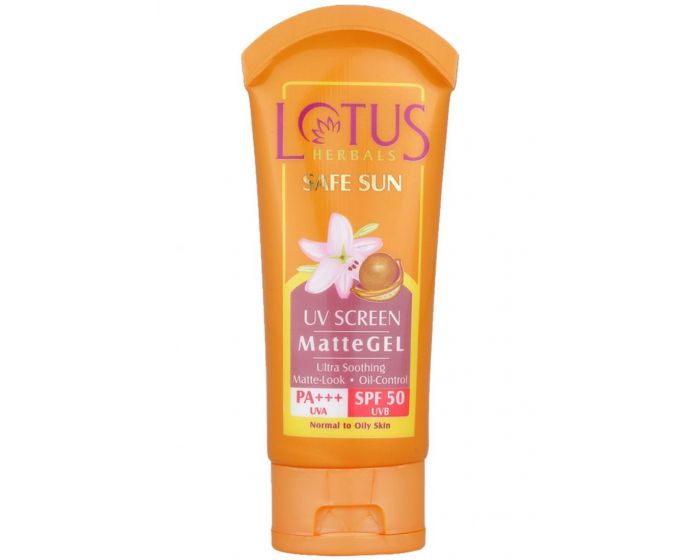 LOTUS
HERBALS
SAFE SUN
UV SCREEN
MatteGEL
Ultra Soothing
Matte-Look • Oil-Control
PA+++ SPF 50
UVA UVB
Normal to Oily Skin